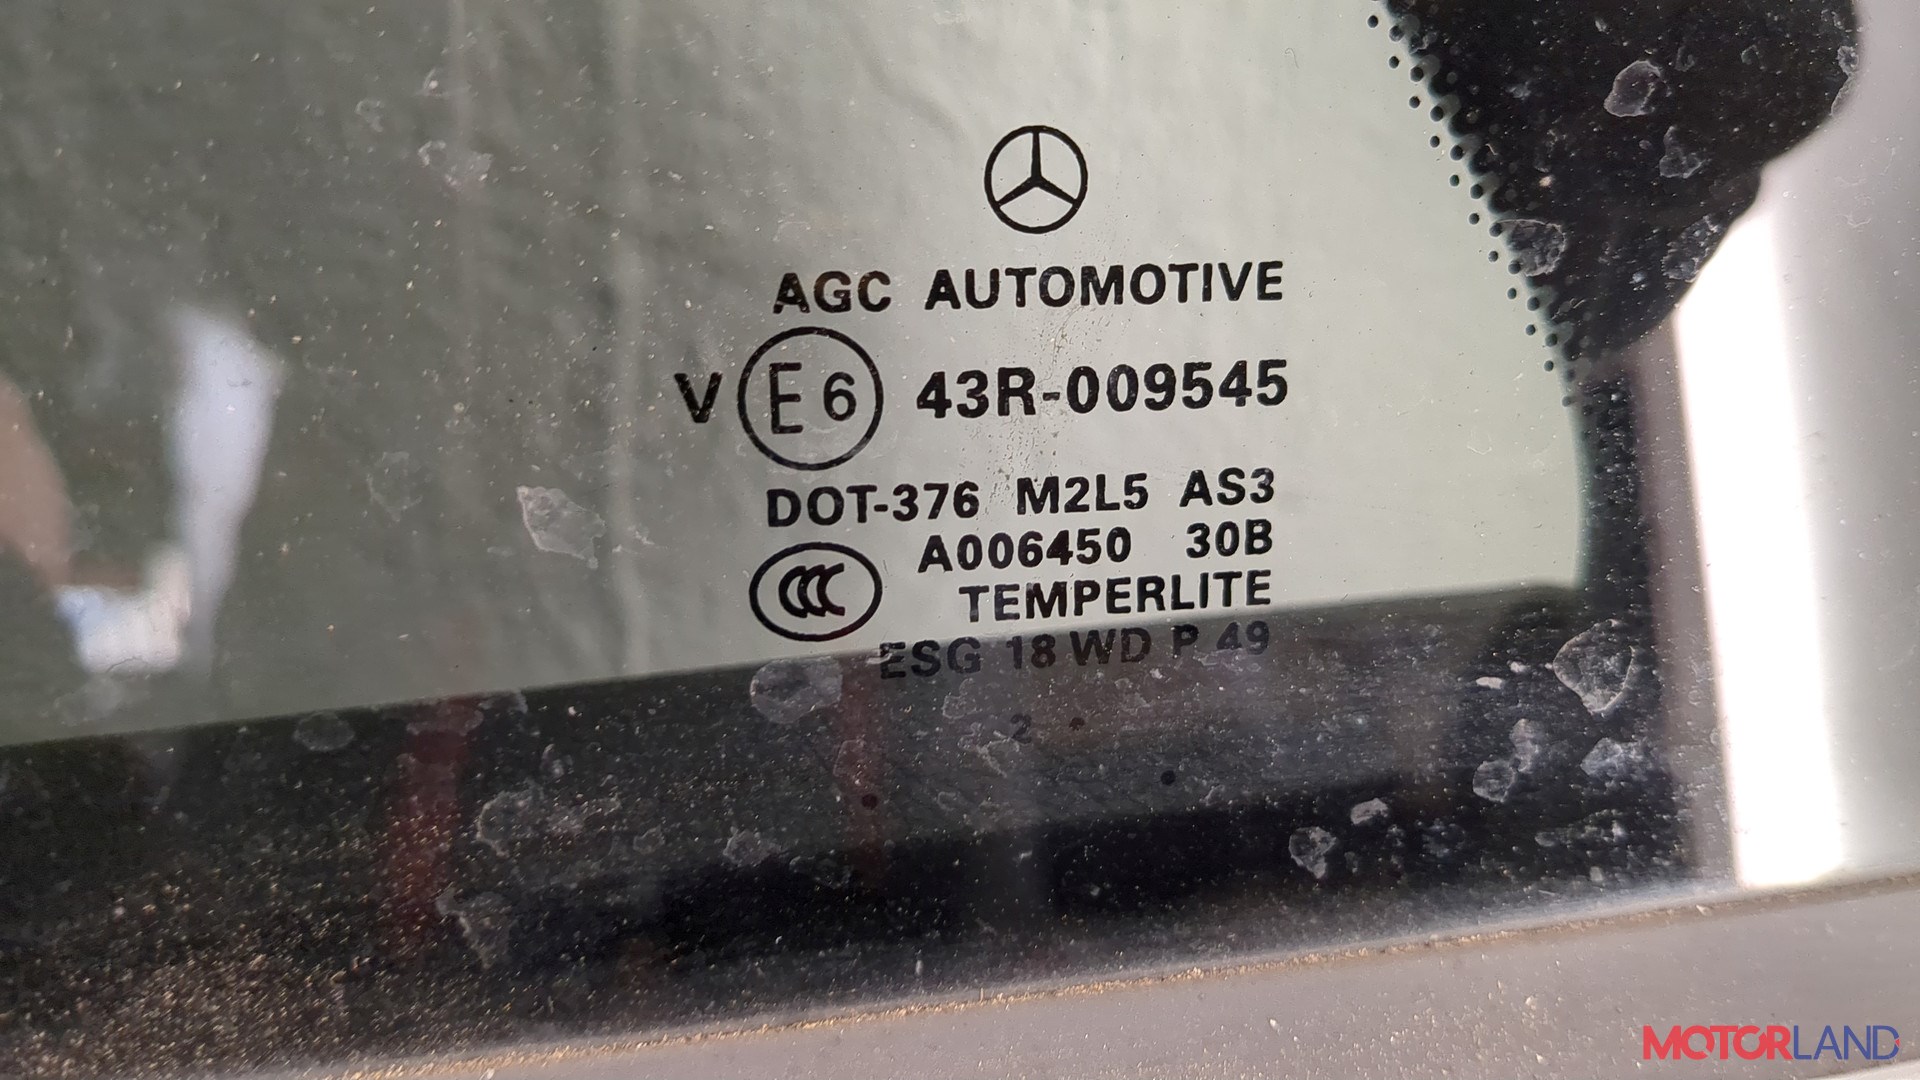 AGC AUTOMOTIVE
V E6 43R-009545
DOT-376 M2L5 AS3
A006450 30B
CCC TEMPERLITE
ESG 18 WD P 49
2
MOTORLAND